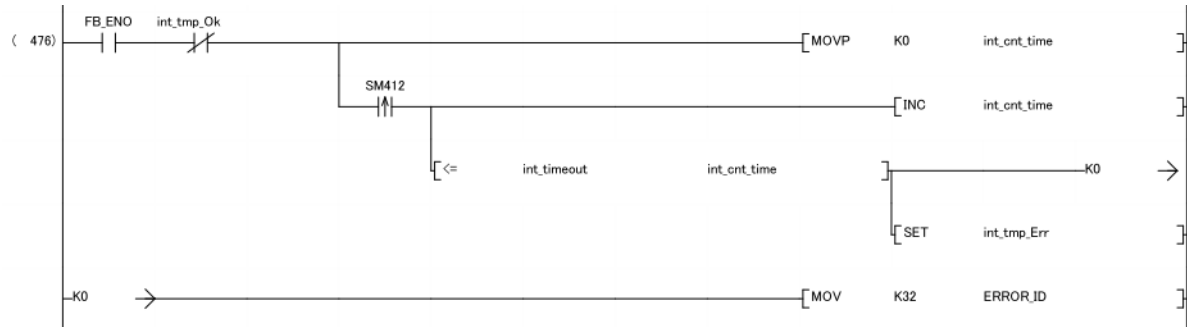 FB_ENO int_tmp_Ok
( 476) MOVP K0 int_cnt_time
SM412
INC int_cnt_time
<= int_timeout int_cnt_time K0
SET int_tmp_Err
K0 MOV K32 ERROR_ID